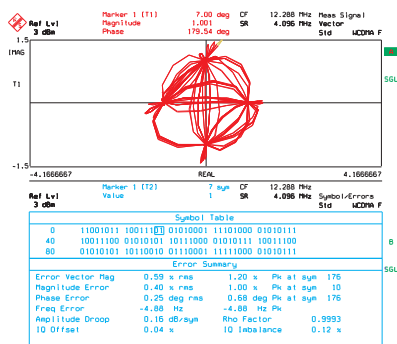 Marker 1 [T1] 7.00 deg CF 12.288 MHz Meas Signal
Ref Lvl Magnitude 1.001 SR 4.096 MHz Vector
3 dBm Phase 179.54 deg Std WCDMA F
1.5
IMAG
T1
SGL
-1.5
-4.1666667 REAL 4.1666667
Marker 1 [T2] 7 sym CF 12.288 MHz
Ref Lvl Value 1 SR 4.096 MHz Symbol/Errors
3 dBm Std WCDMA F
Symbol Table
0 11001011 10011101 01010001 11101000 01010111
40 10011100 01010101 10111000 01010111 10011100
80 01010101 10110010 01110001 11111000 01010111
B
Error Summary
SGL
Error Vector Mag 0.59 % rms 1.20 % Pk at sym 176
Magnitude Error 0.40 % rms 1.00 % Pk at sym 10
Phase Error 0.25 deg rms 0.68 deg Pk at sym 176
Freq Error -4.88 Hz -4.88 Hz Pk
Amplitude Droop 0.16 dB/sym Rho Factor 0.9993
IQ Offset 0.04 % IQ Imbalance 0.12 %